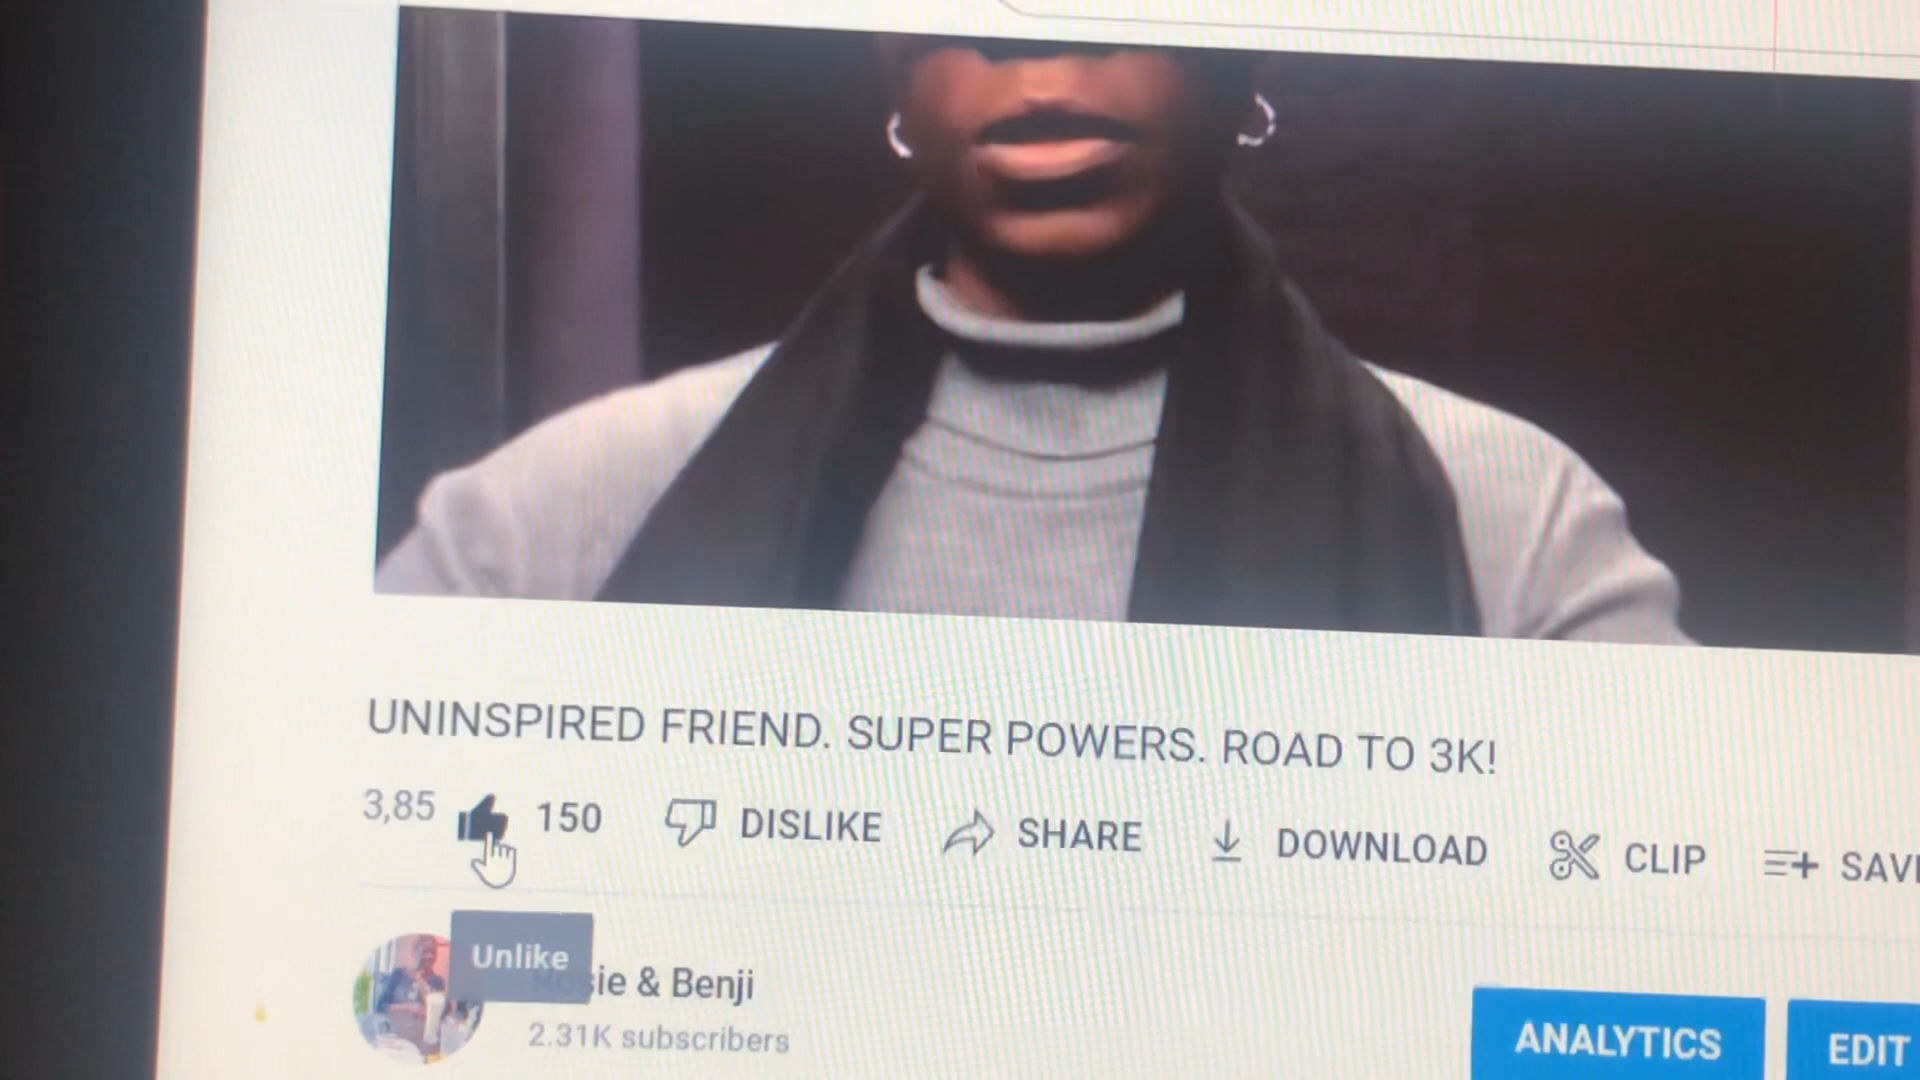 UNINSPIRED FRIEND. SUPER POWERS. ROAD TO 3K!
3,85 150 DISLIKE SHARE DOWNLOAD CLIP SAVE
Unlike
sie & Benji
2.31K subscribers
ANALYTICS EDIT